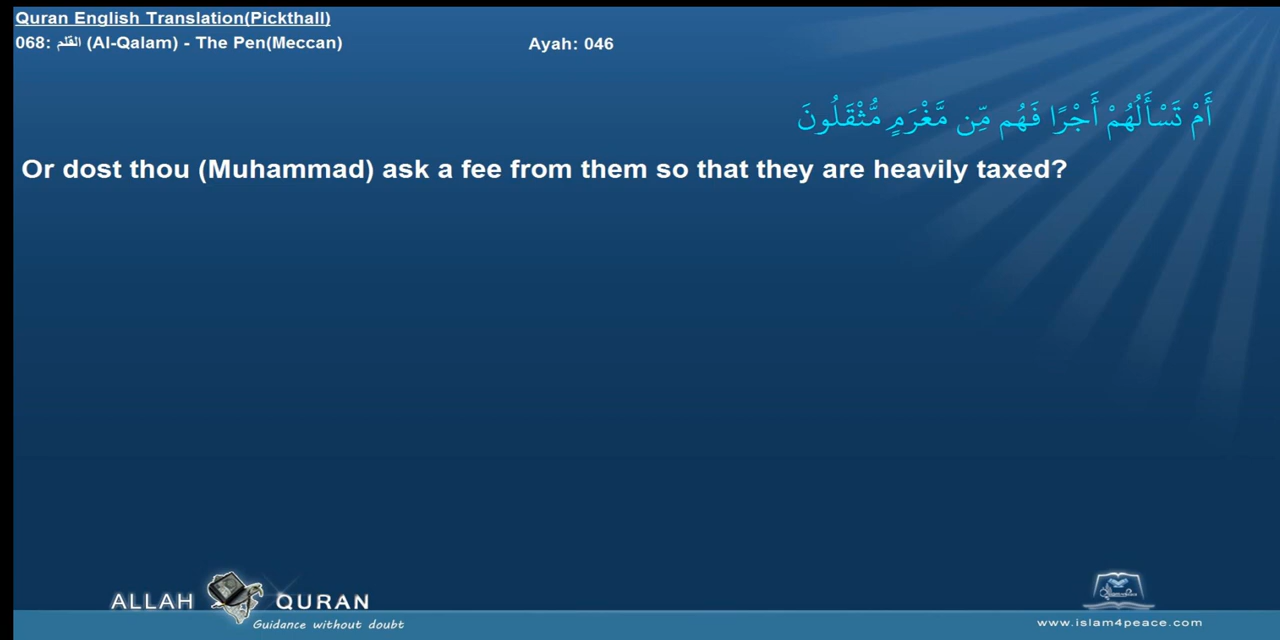 Quran English Translation(Pickthall)
068: القلم (Al-Qalam) - The Pen(Meccan)
Ayah: 046
أَمْ تَسْأَلُهُمْ أَجْرًا فَهُم مِّن مَّغْرَمٍ مُّثْقَلُونَ
Or dost thou (Muhammad) ask a fee from them so that they are heavily taxed?
ALLAH QURAN
Guidance without doubt
www.islam4peace.com